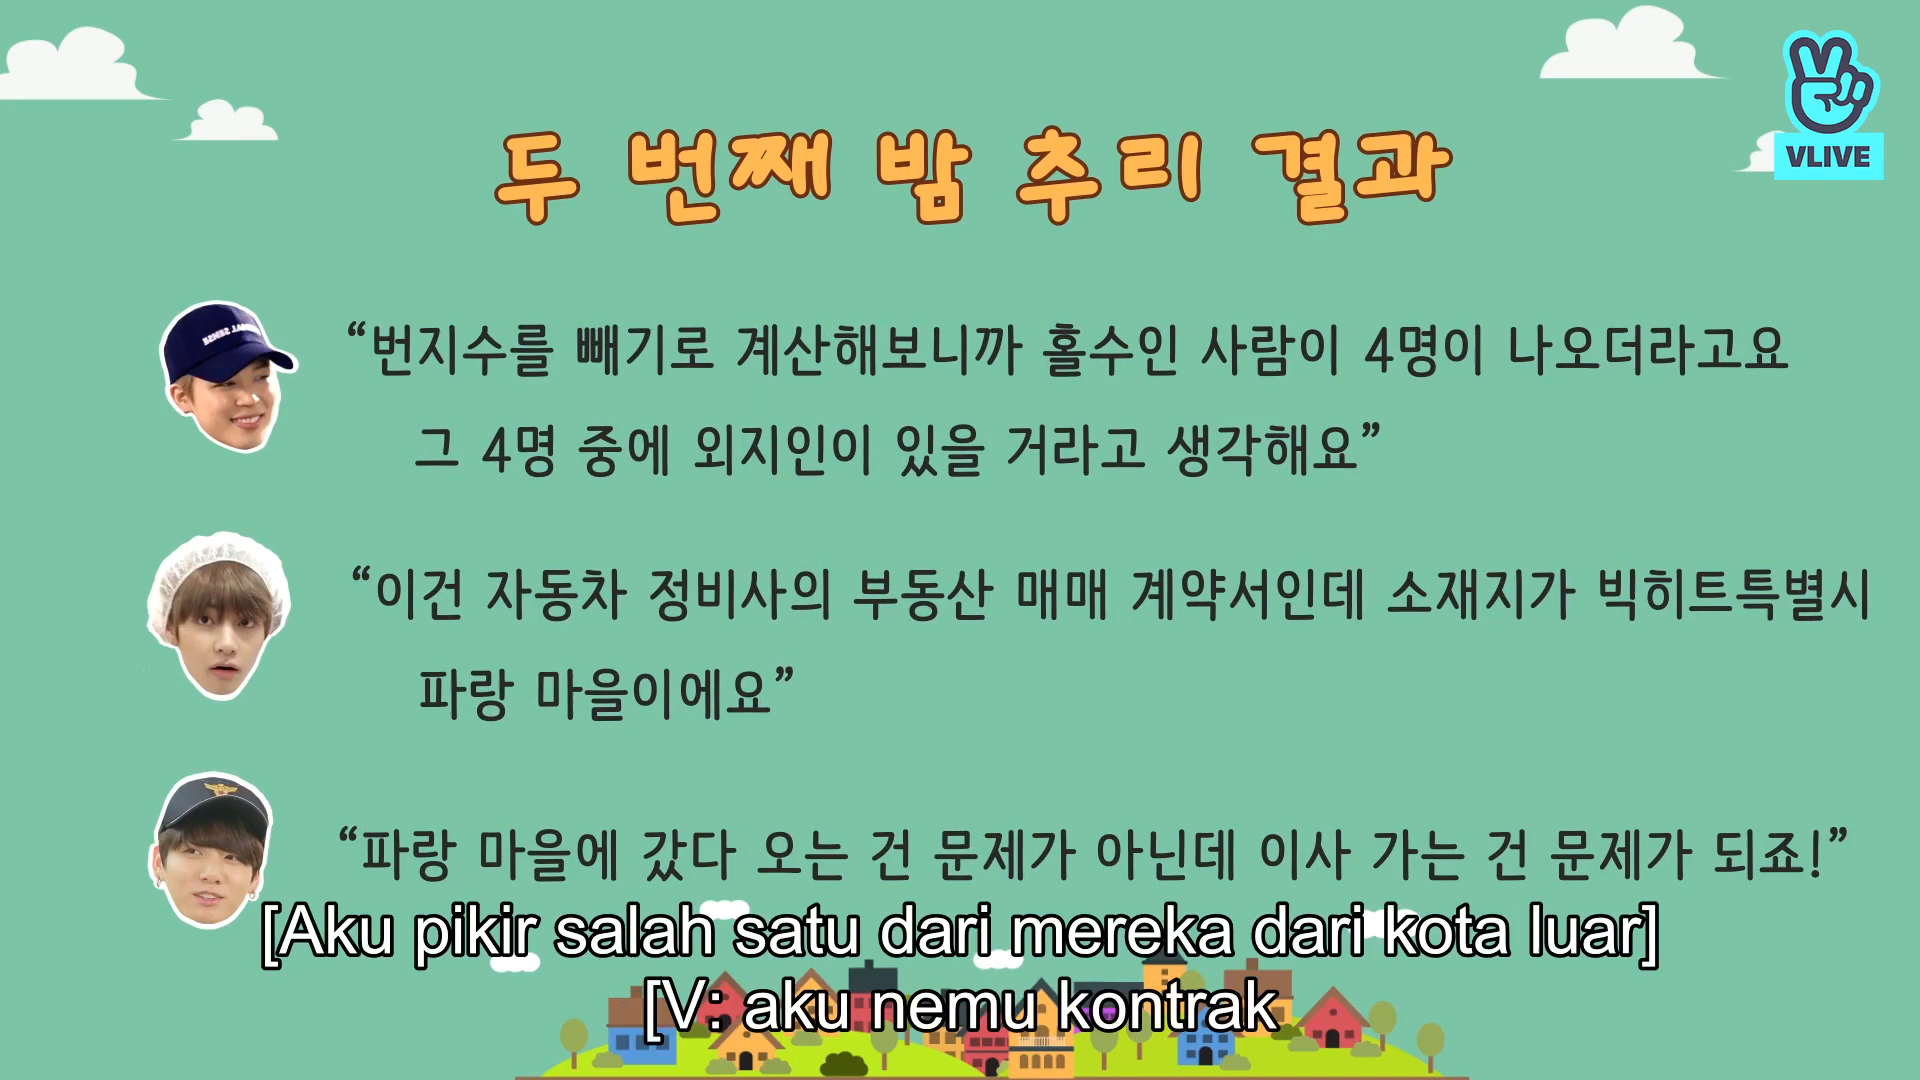 VLIVE
두 번째 밤 추리 결과
“번지수를 빼기로 계산해보니까 홀수인 사람이 4명이 나오더라고요
그 4명 중에 외지인이 있을 거라고 생각해요”
“이건 자동차 정비사의 부동산 매매 계약서인데 소재지가 빅히트특별시
파랑 마을이에요”
“파랑 마을에 갔다 오는 건 문제가 아닌데 이사 가는 건 문제가 되죠!”
[Aku pikir salah satu dari mereka dari kota luar]
[V: aku nemu kontrak